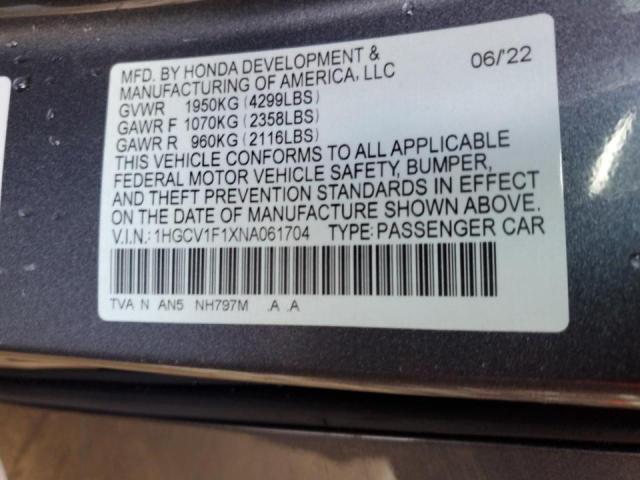 MFD. BY HONDA DEVELOPMENT & 06/'22
MANUFACTURING OF AMERICA, LLC
GVWR 1950KG (4299LBS)
GAWR F 1070KG (2358LBS)
GAWR R 960KG (2116LBS)
THIS VEHICLE CONFORMS TO ALL APPLICABLE
FEDERAL MOTOR VEHICLE SAFETY, BUMPER,
AND THEFT PREVENTION STANDARDS IN EFFECT
ON THE DATE OF MANUFACTURE SHOWN ABOVE.
V.I.N.: 1HGCV1F1XNA061704 TYPE: PASSENGER CAR
TVA N AN5 NH797M .A .A